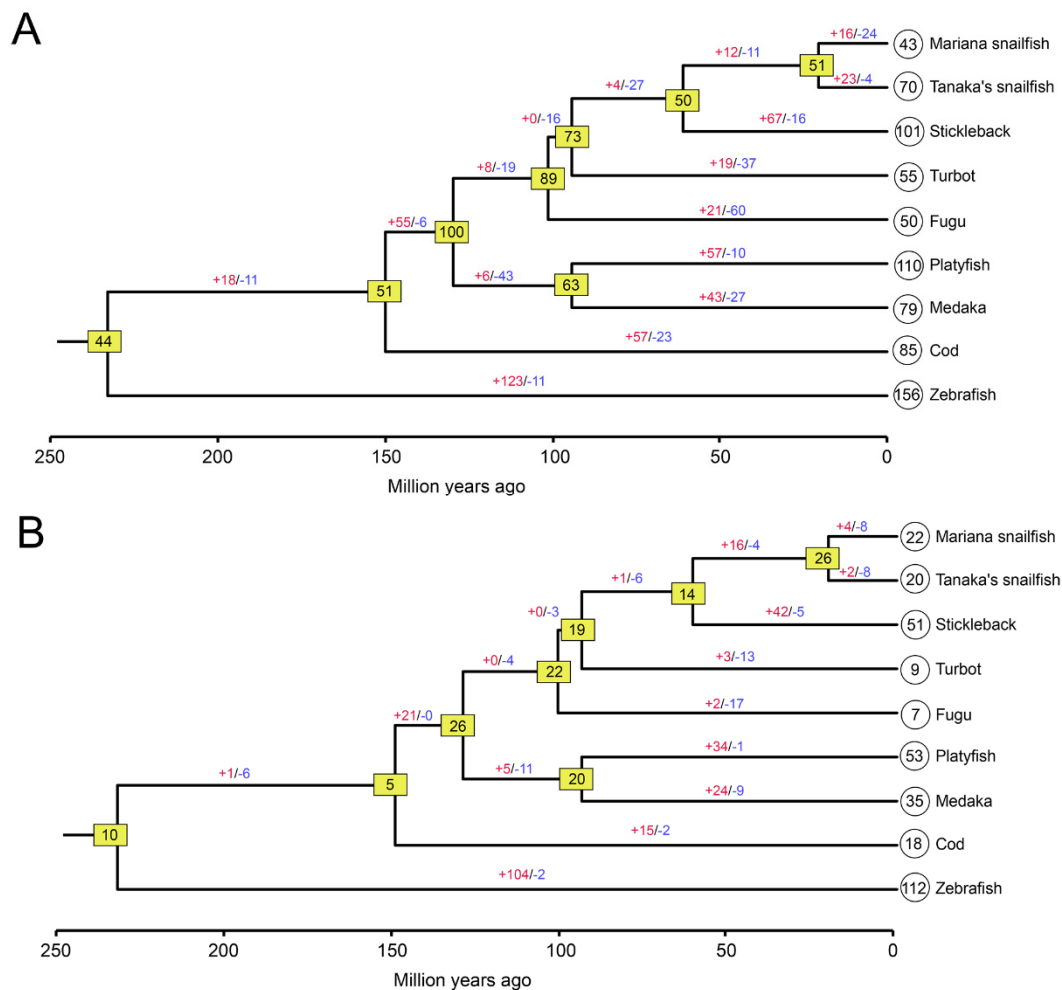 A
+16/-24
43 Mariana snailfish
+12/-11
51
+23/-4
70 Tanaka's snailfish
+4/-27
50
+67/-16
101 Stickleback
+0/-16
73
+19/-37
55 Turbot
+8/-19
89
+21/-60
50 Fugu
+55/-6
100
+57/-10
110 Platyfish
+6/-43
63
+43/-27
79 Medaka
+18/-11
51
+57/-23
85 Cod
44
+123/-11
156 Zebrafish
250 200 150 100 50 0
Million years ago
B
+4/-8
22 Mariana snailfish
+16/-4
26
+2/-8
20 Tanaka's snailfish
+1/-6
14
+42/-5
51 Stickleback
+0/-3
19
+3/-13
9 Turbot
+0/-4
22
+2/-17
7 Fugu
+21/-0
26
+34/-1
53 Platyfish
+5/-11
20
+24/-9
35 Medaka
+1/-6
5
+15/-2
18 Cod
10
+104/-2
112 Zebrafish
250 200 150 100 50 0
Million years ago